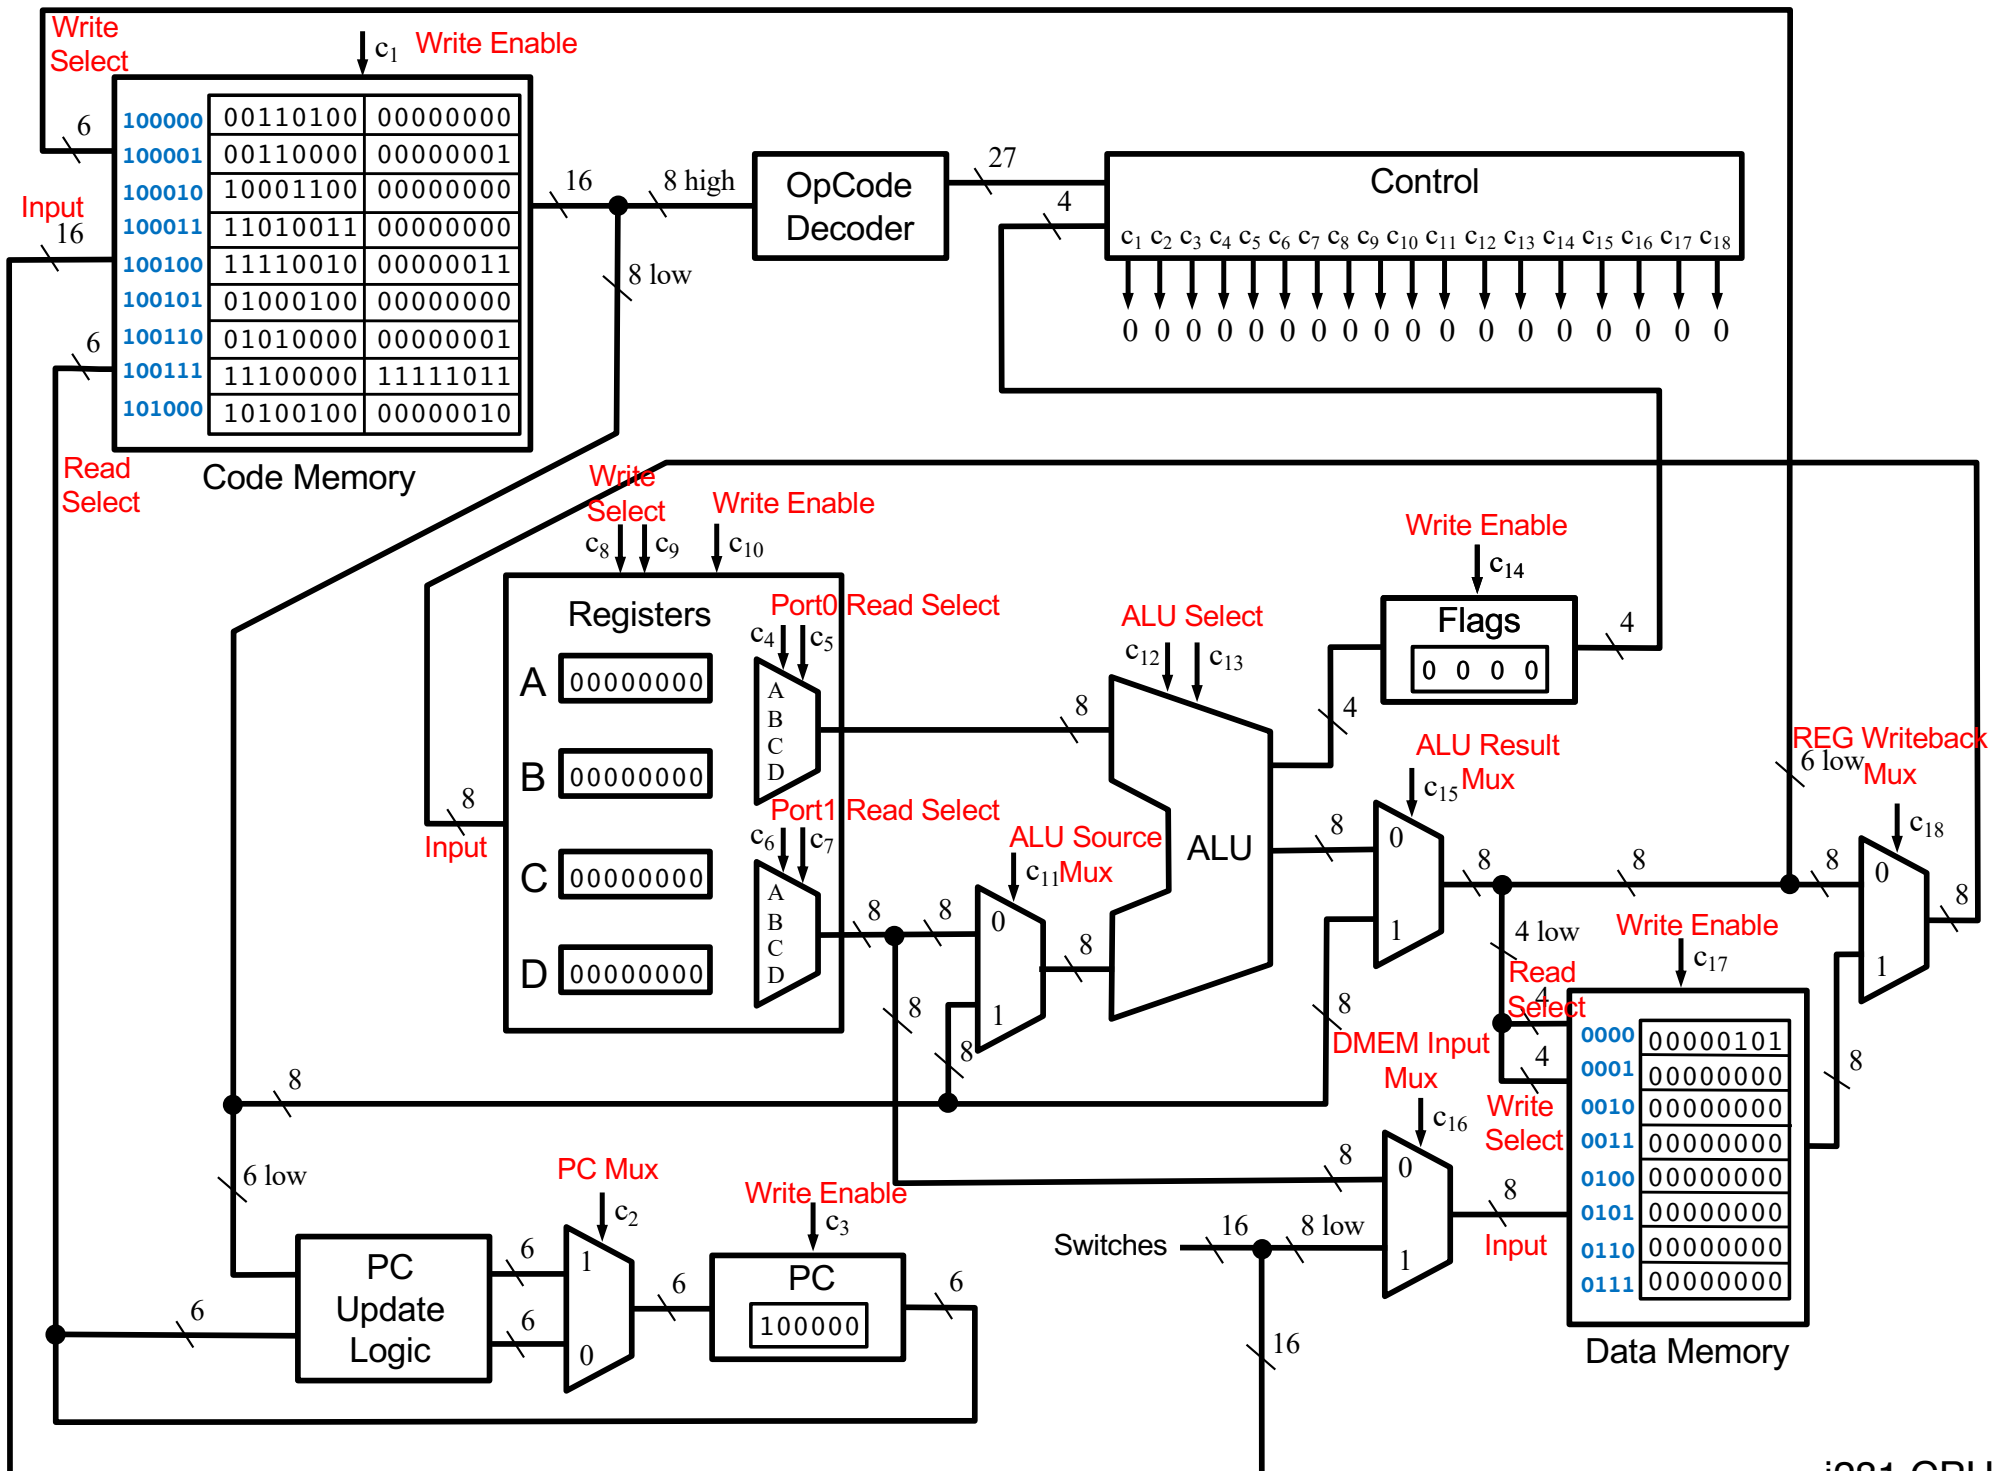 Write
Select
c1 Write Enable
6
Input
16
6
Read
Select
100000 00110100 00000000
100001 00110000 00000001
100010 10001100 00000000
100011 11010011 00000000
100100 11110010 00000011
100101 01000100 00000000
100110 01010000 00000001
100111 11100000 11111011
101000 10100100 00000010
Code Memory
16
8 high
8 low
OpCode
Decoder
27
4
Control
c1 c2 c3 c4 c5 c6 c7 c8 c9 c10 c11 c12 c13 c14 c15 c16 c17 c18
0 0 0 0 0 0 0 0 0 0 0 0 0 0 0 0 0 0
Write
Select
c8 c9
Write Enable
c10
Registers
A 00000000
B 00000000
C 00000000
D 00000000
8
Input
Port0 Read Select
c4 c5
A
B
C
D
Port1 Read Select
c6 c7
A
B
C
D
8
8
8
8
ALU Source
Mux
c11
0
1
8
8
ALU Select
c12 c13
ALU
4
8
Write Enable
c14
Flags
0 0 0 0
4
ALU Result
Mux
c15
0
1
8
8
8
6 low
8
REG Writeback
Mux
c18
0
1
8
4 low
Read
Select
4
4
Write
Select
Write Enable
c17
0000 00000101
0001 00000000
0010 00000000
0011 00000000
0100 00000000
0101 00000000
0110 00000000
0111 00000000
Data Memory
8
DMEM Input
Mux
c16
0
1
8
8
Input
Switches
16
8 low
16
8
6 low
6
PC
Update
Logic
6
6
PC Mux
c2
1
0
6
Write Enable
c3
PC
100000
6